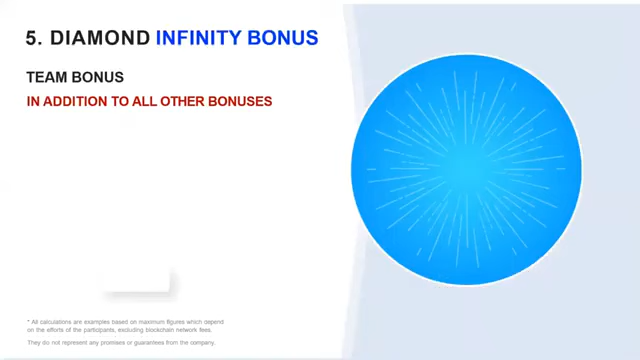 5. DIAMOND INFINITY BONUS
TEAM BONUS
IN ADDITION TO ALL OTHER BONUSES
* All calculations are examples based on maximum figures which depend
on the efforts of the participants, excluding blockchain network fees.
They do not represent any promises or guarantees from the company.